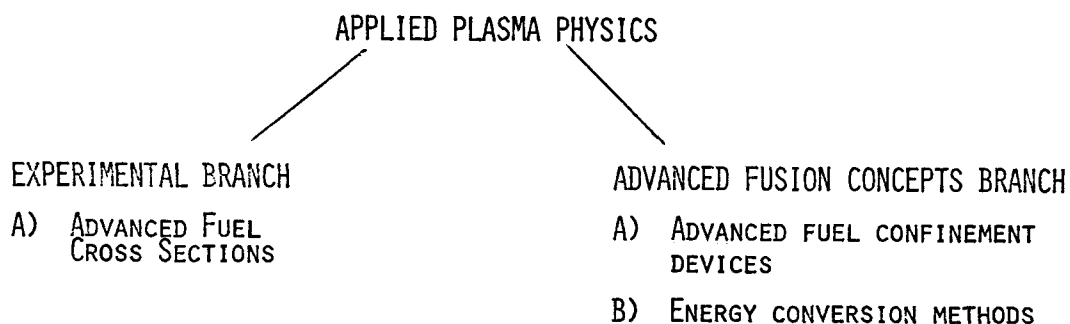 APPLIED PLASMA PHYSICS
EXPERIMENTAL BRANCH
A) ADVANCED FUEL
CROSS SECTIONS
ADVANCED FUSION CONCEPTS BRANCH
A) ADVANCED FUEL CONFINEMENT
DEVICES
B) ENERGY CONVERSION METHODS